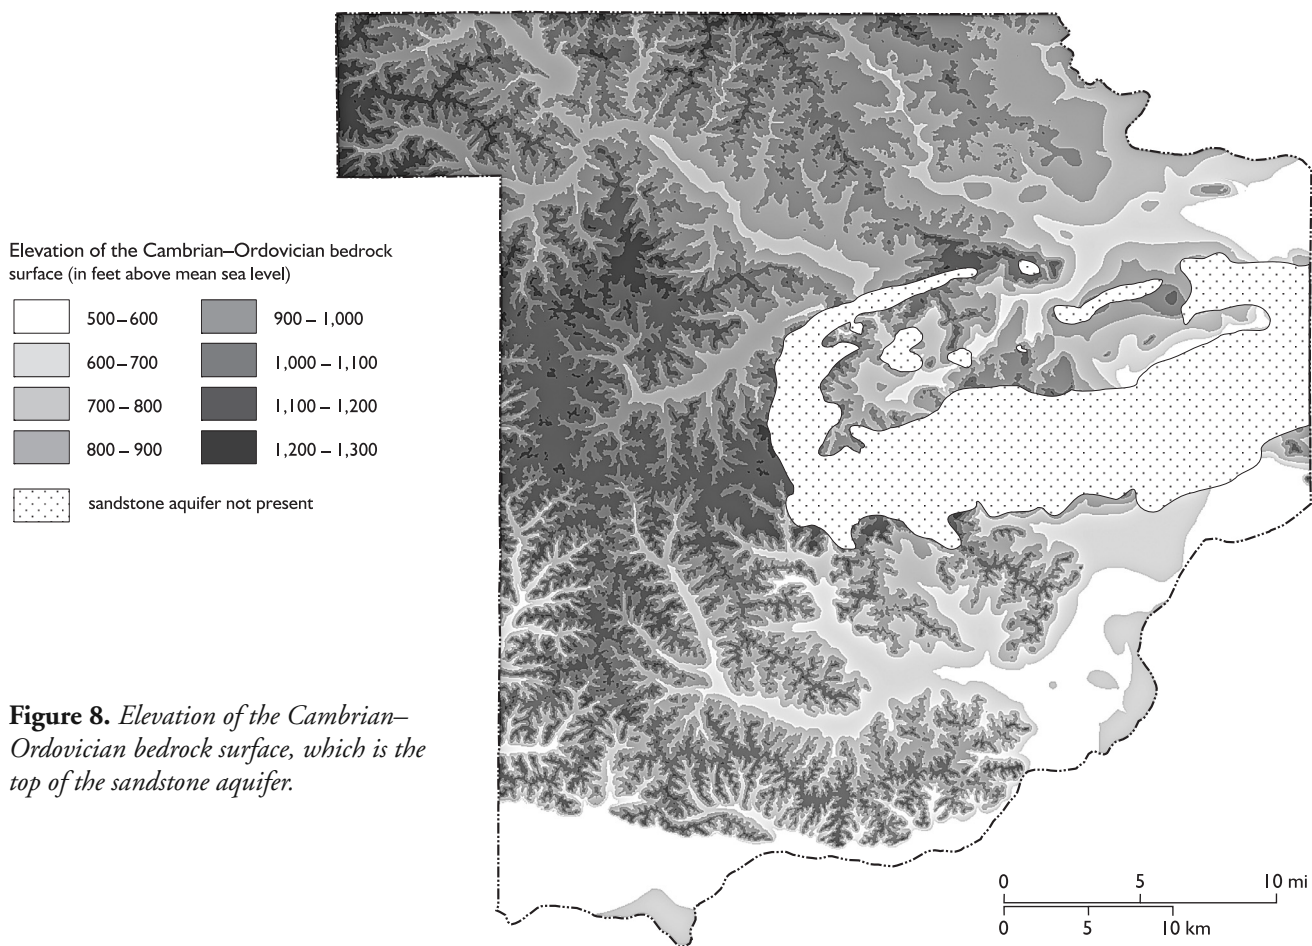 Elevation of the Cambrian–Ordovician bedrock
surface (in feet above mean sea level)
500–600
600–700
700 – 800
800 – 900
900 – 1,000
1,000 – 1,100
1,100 – 1,200
1,200 – 1,300
sandstone aquifer not present
Figure 8. Elevation of the Cambrian–
Ordovician bedrock surface, which is the
top of the sandstone aquifer.
0 5 10 mi
0 5 10 km